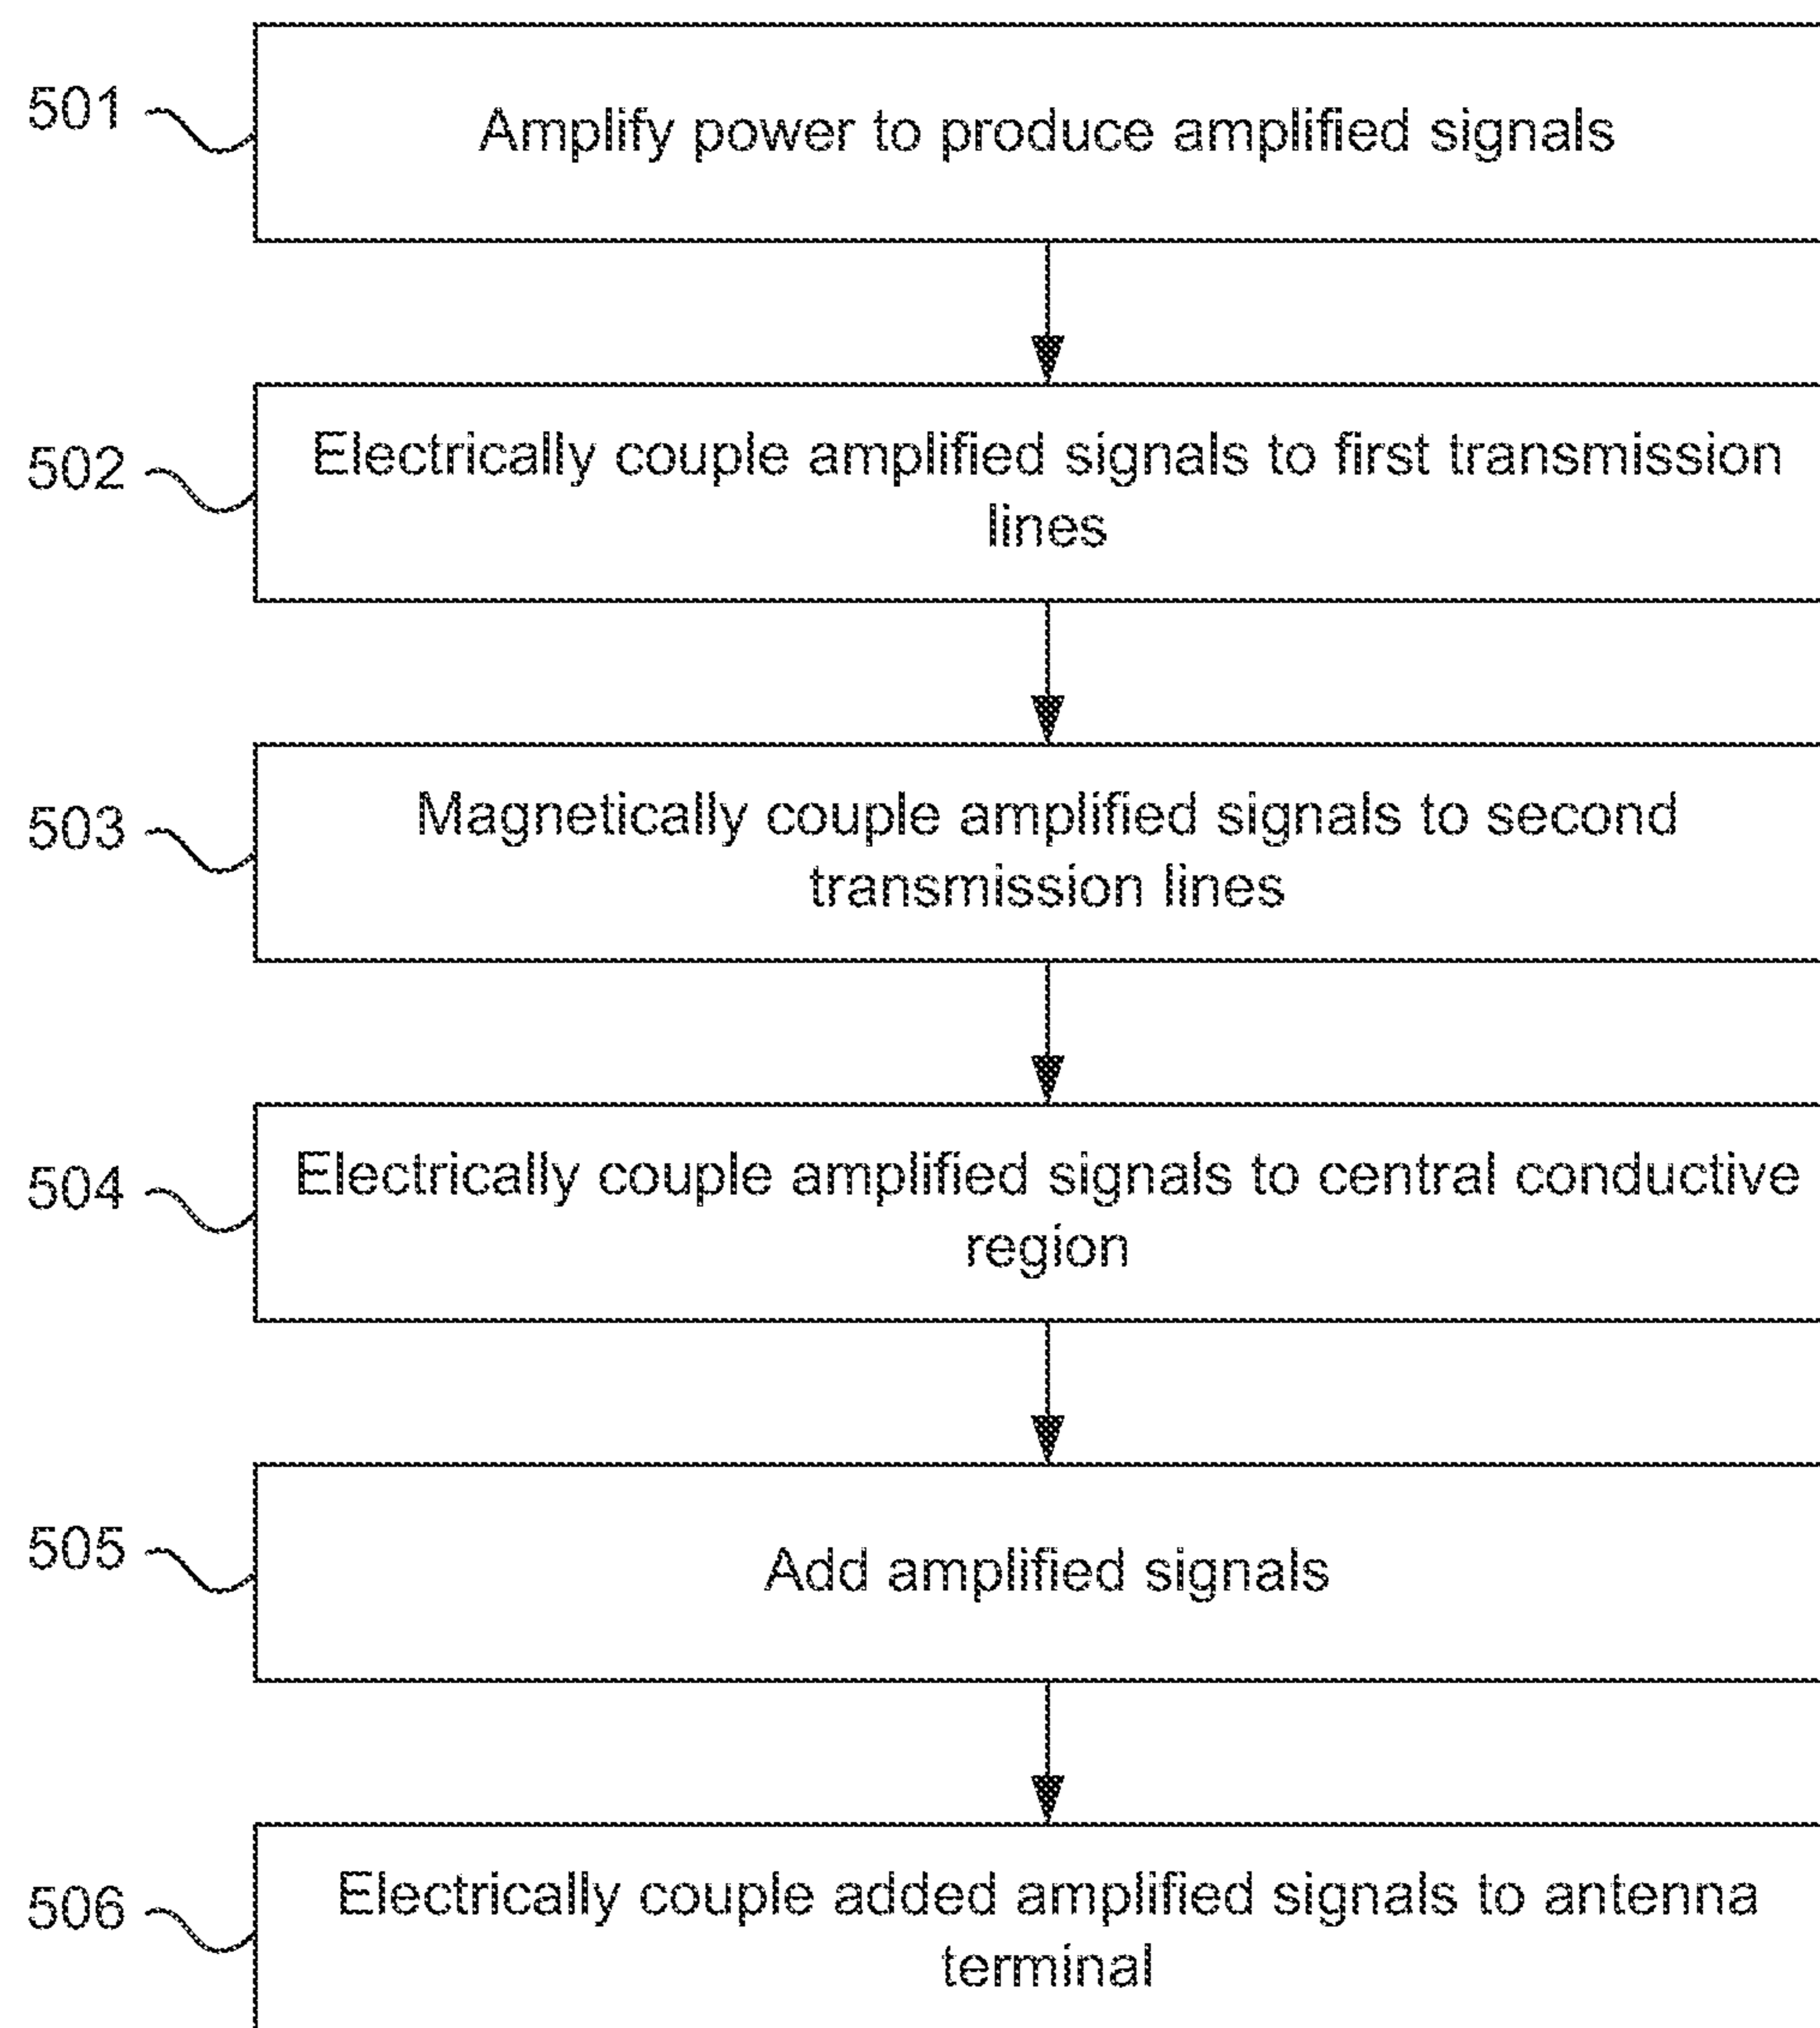 501
Amplify power to produce amplified signals
502
Electrically couple amplified signals to first transmission
lines
503
Magnetically couple amplified signals to second
transmission lines
504
Electrically couple amplified signals to central conductive
region
505
Add amplified signals
506
Electrically couple added amplified signals to antenna
terminal